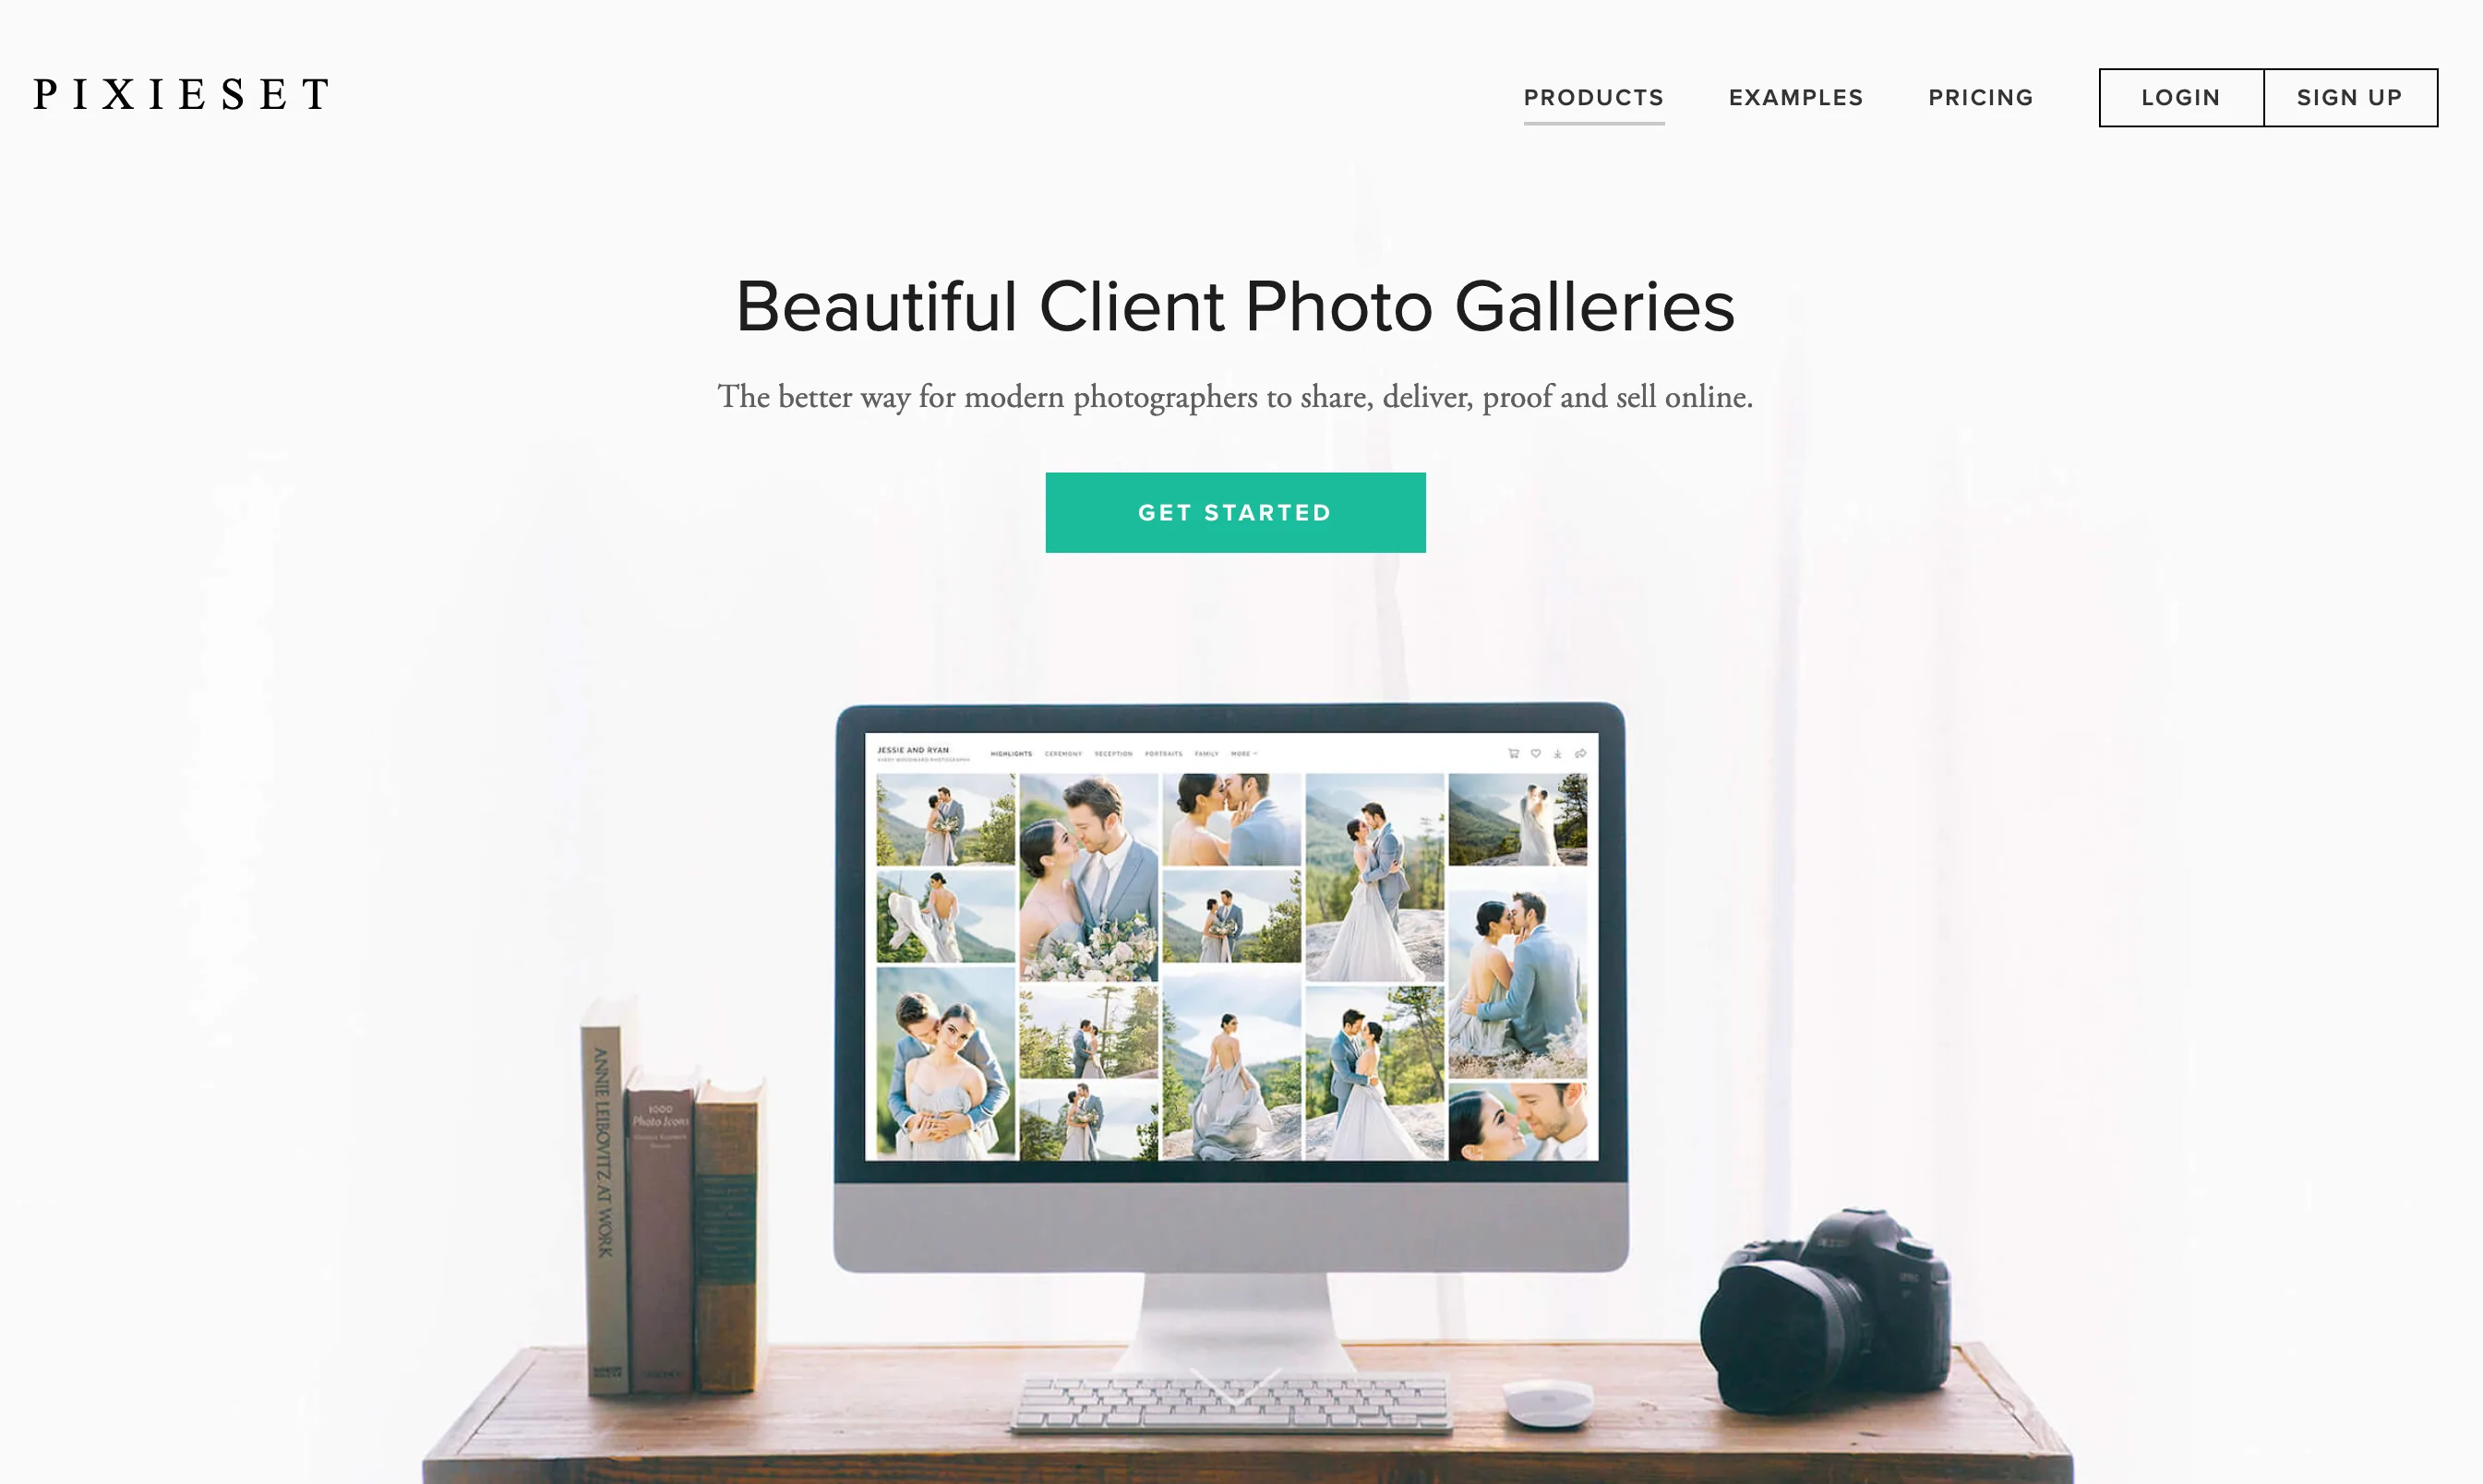 PIXIESET
PRODUCTS EXAMPLES PRICING LOGIN SIGN UP
Beautiful Client Photo Galleries
The better way for modern photographers to share, deliver, proof and sell online.
GET STARTED
JESSIE AND RYAN
HIGHLIGHTS CEREMONY RECEPTION PORTRAITS FAMILY MORE
WOODWARD PHOTOGRAPHY
ANNIE LEIBOVITZ AT WORK
1000
Photo Icons